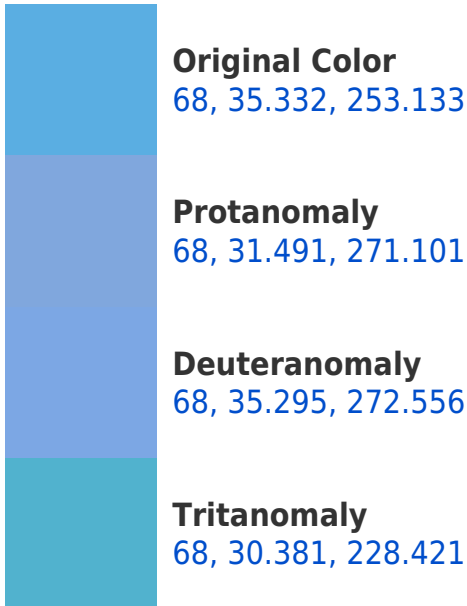 Original Color
68, 35.332, 253.133
Protanomaly
68, 31.491, 271.101
Deuteranomaly
68, 35.295, 272.556
Tritanomaly
68, 30.381, 228.421